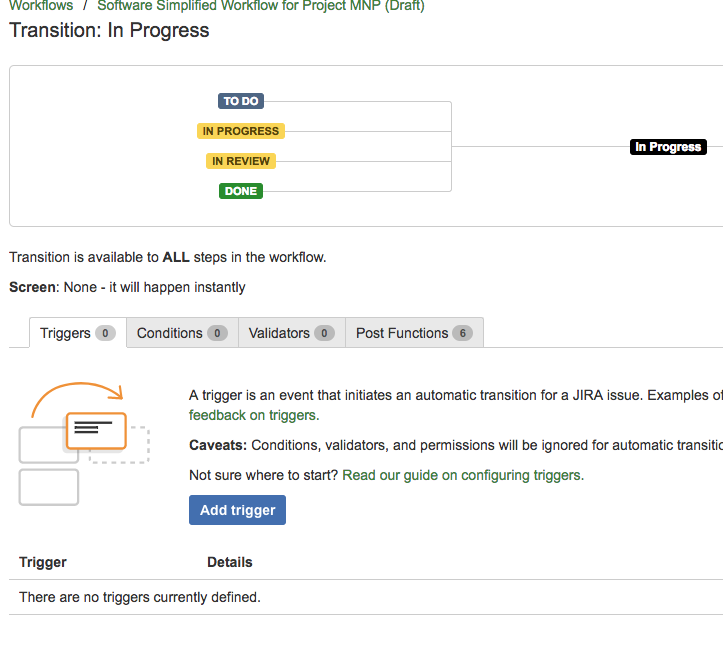 Workflows / Software Simplified Workflow for Project MNP (Draft)
Transition: In Progress
TO DO
IN PROGRESS
IN REVIEW
DONE
In Progress
Transition is available to ALL steps in the workflow.
Screen: None - it will happen instantly
Triggers 0 Conditions 0 Validators 0 Post Functions 6
A trigger is an event that initiates an automatic transition for a JIRA issue. Examples of
feedback on triggers.
Caveats: Conditions, validators, and permissions will be ignored for automatic
Not sure where to start? Read our guide on configuring triggers.
Add trigger
Trigger Details
There are no triggers currently defined.